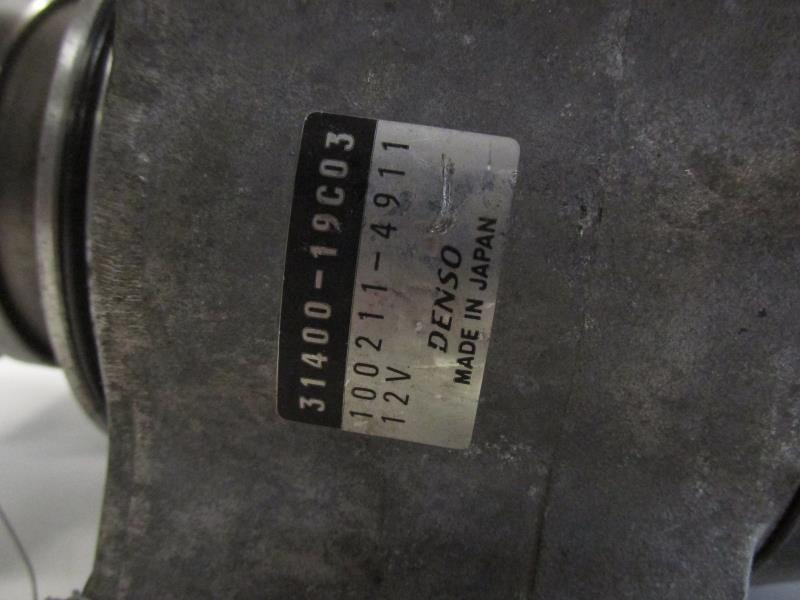 31400-19C03
100211-4911
12V
DENSO
MADE IN JAPAN